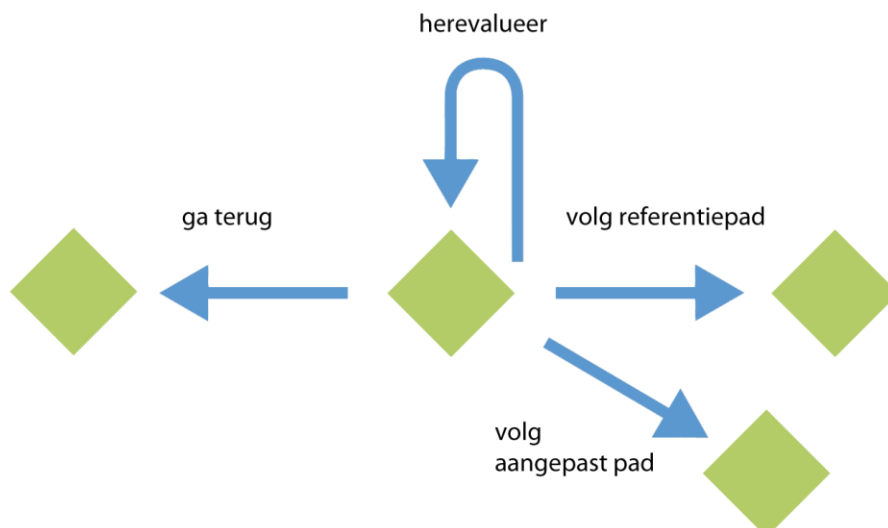 herevalueer
ga terug
volg referentiepad
volg
aangepast pad